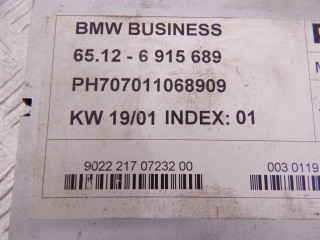 BMW BUSINESS
65.12 - 6 915 689
PH707011068909
KW 19/01 INDEX: 01
9022 217 07232 00
003 0119